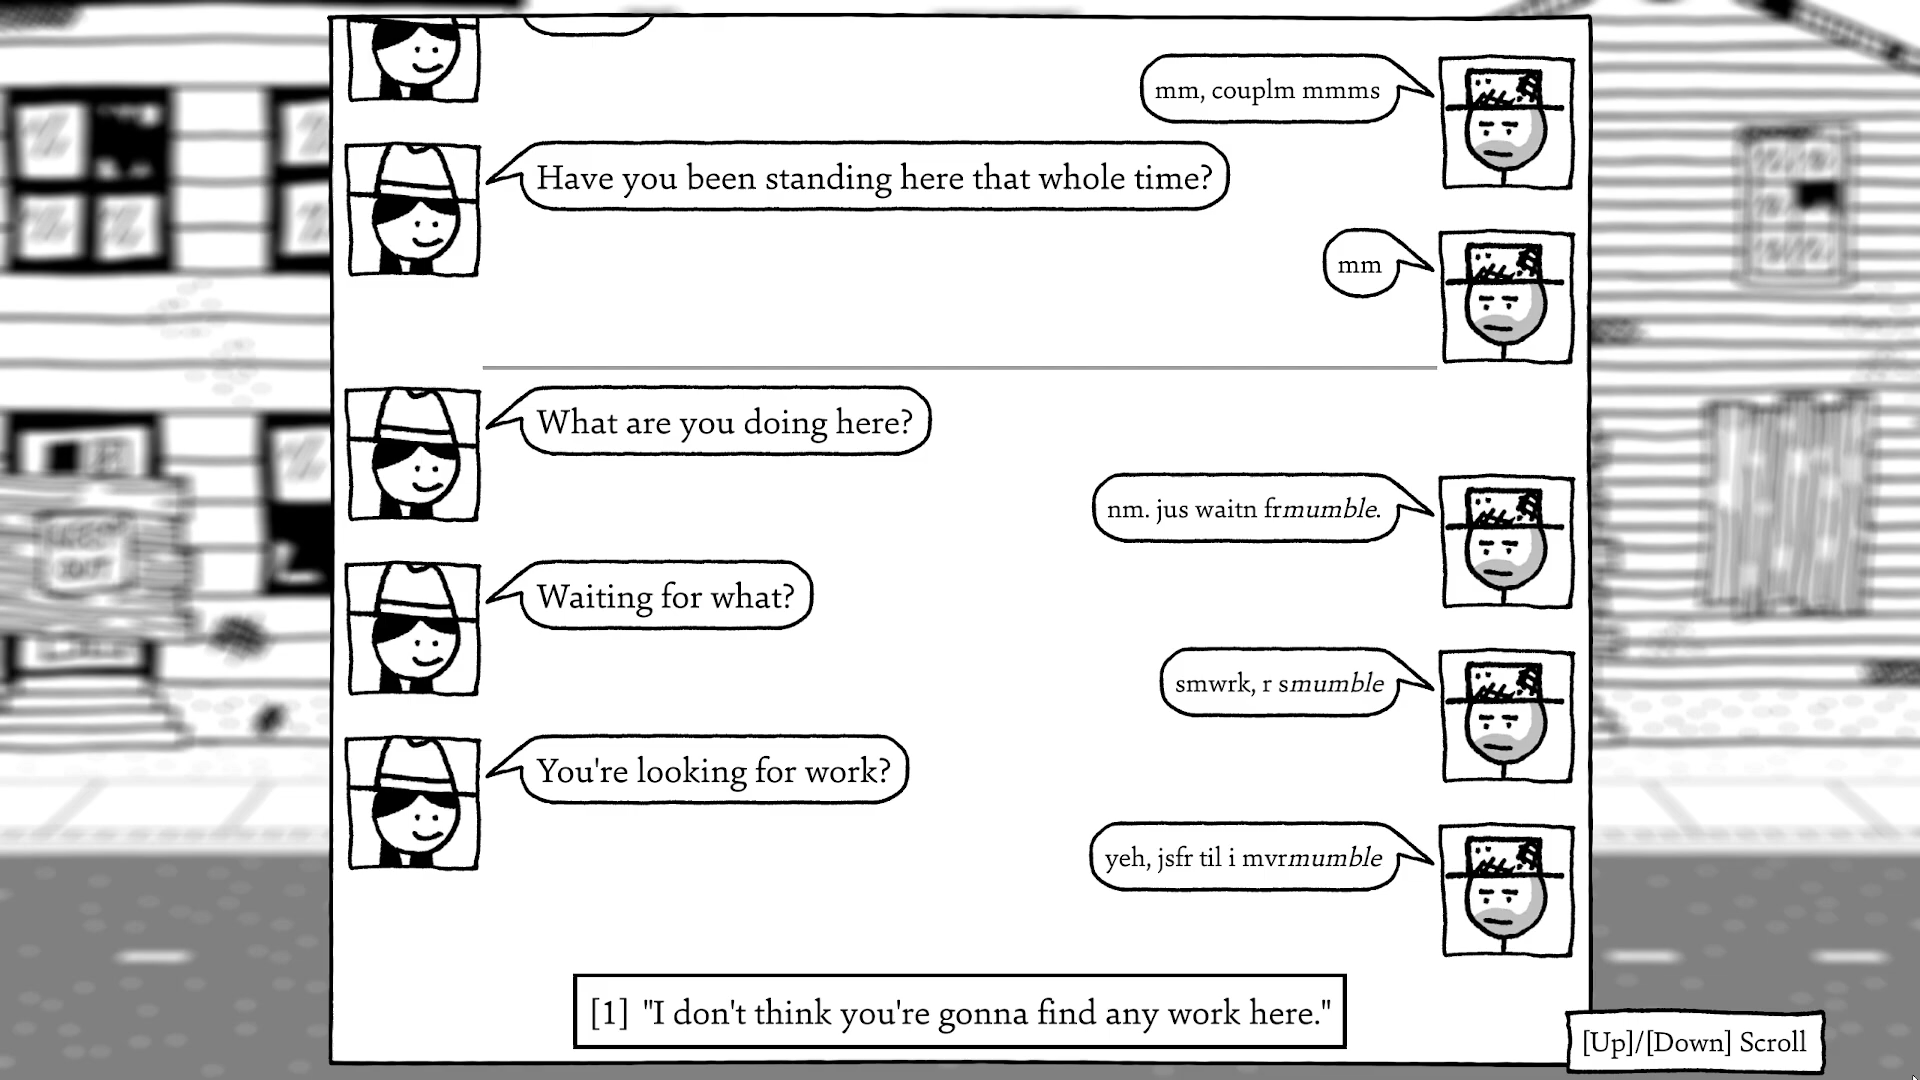 mm, couplm mmms
Have you been standing here that whole time?
mm
What are you doing here?
nm. jus waitn frmumble.
Waiting for what?
smwrk, r smumble
You're looking for work?
yeh, jsfr til i mvrmumble
[1] "I don't think you're gonna find any work here."
[Up]/[Down] Scroll